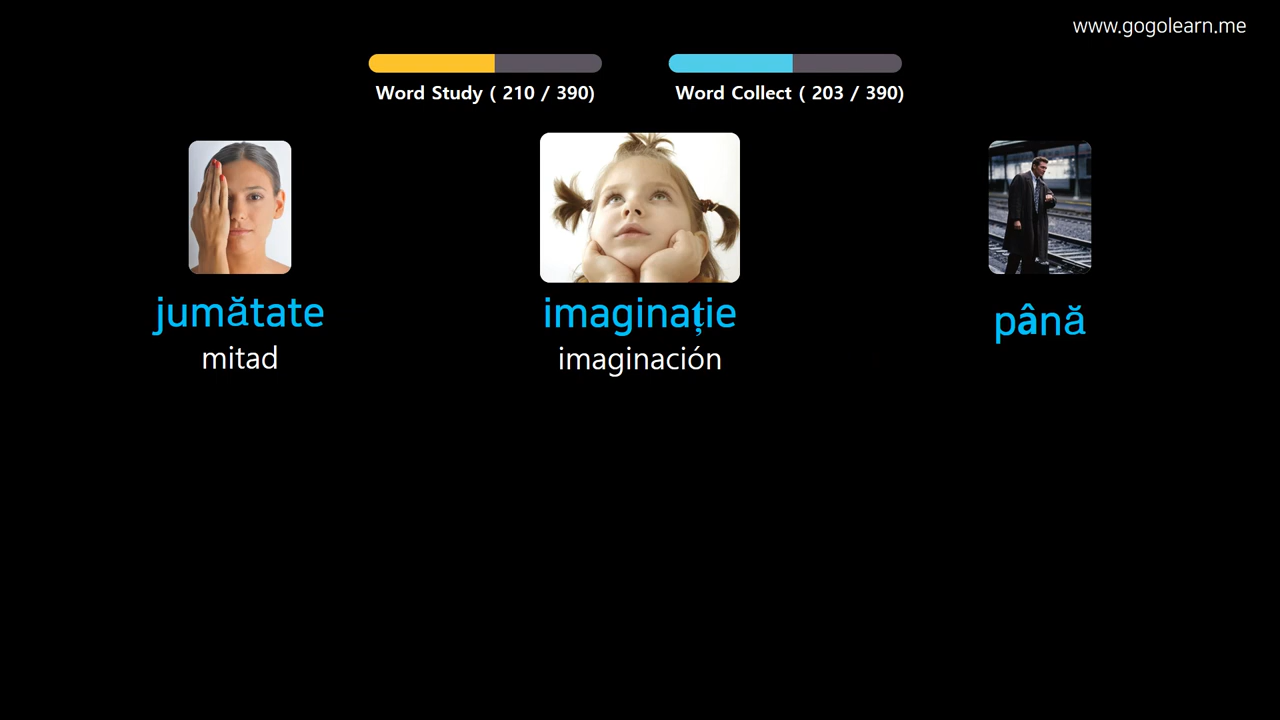 www.gogolearn.me
Word Study ( 210 / 390)
Word Collect ( 203 / 390)
jumătate
mitad
imaginație
imaginación
până